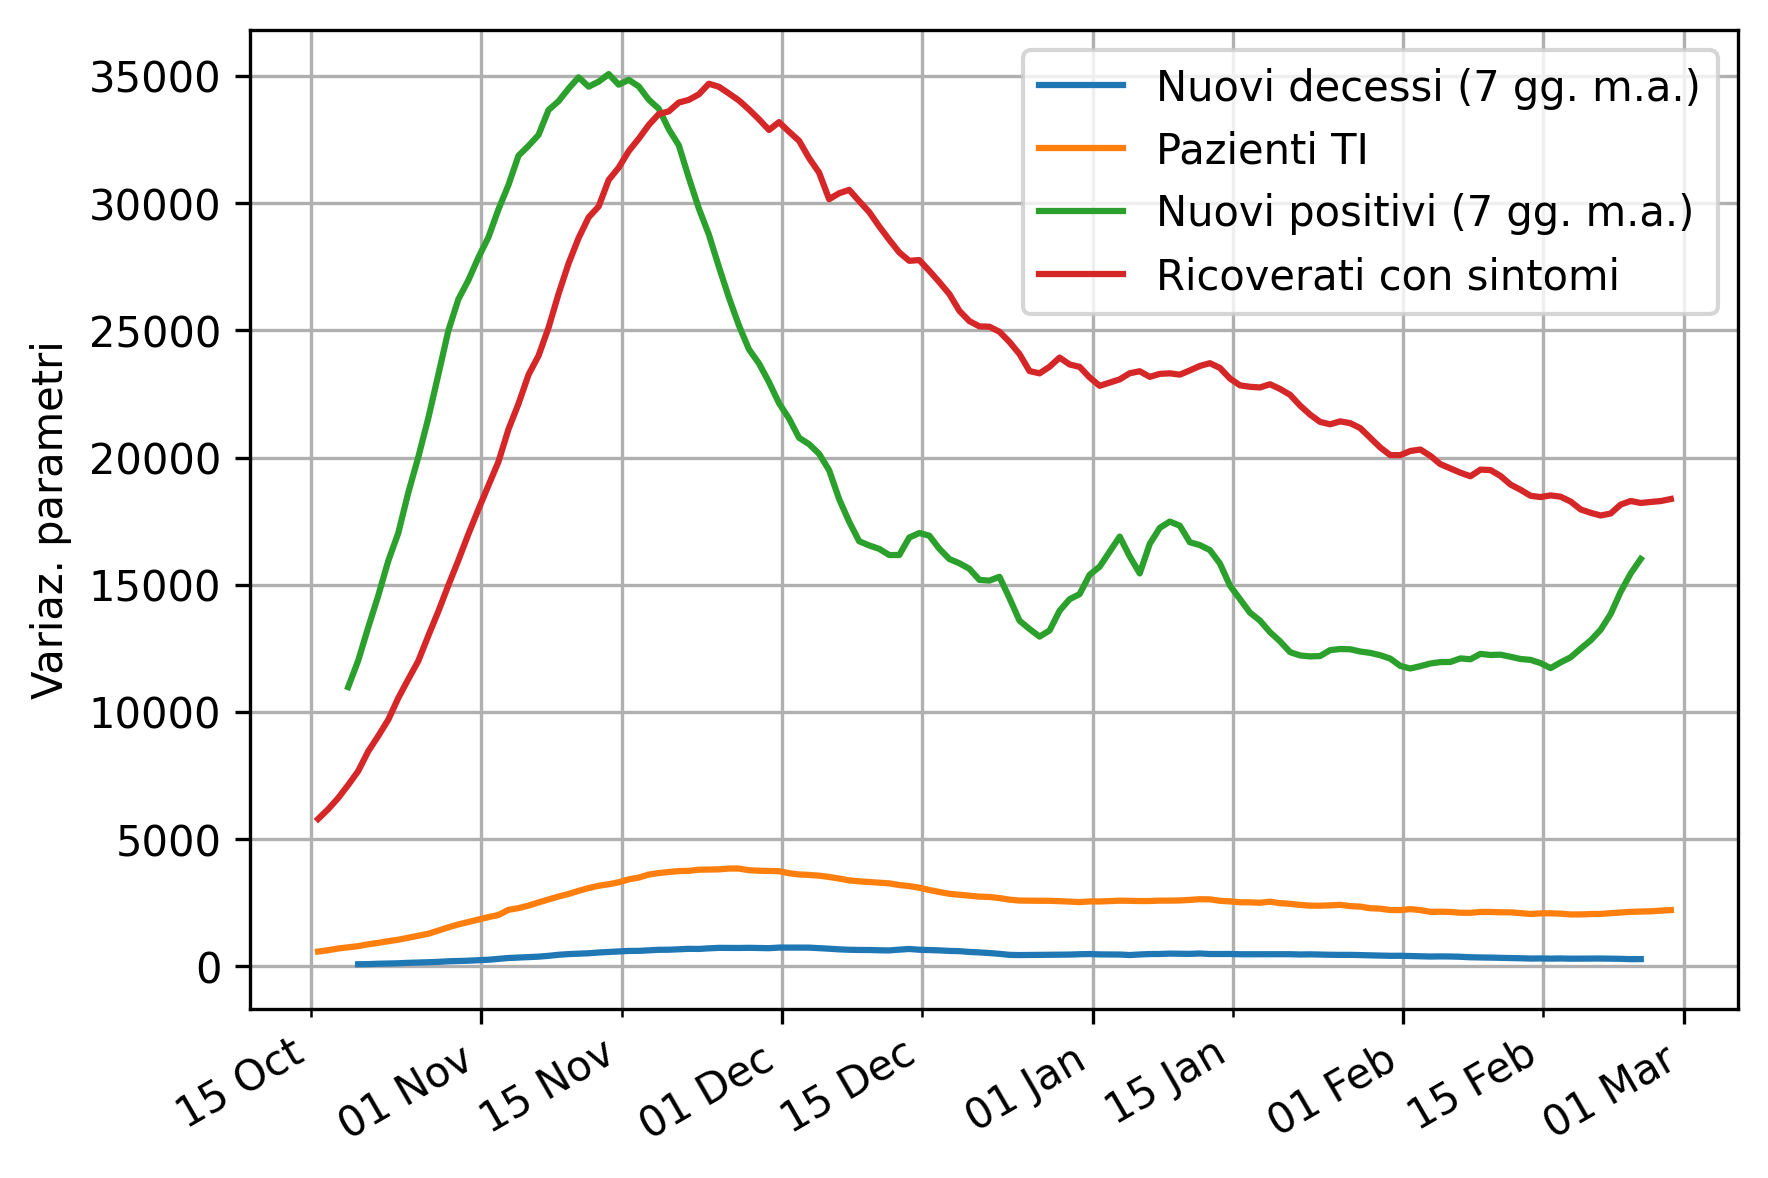 35000
30000
25000
20000
15000
10000
5000
0
Variaz. parametri
Nuovi decessi (7 gg. m.a.)
Pazienti TI
Nuovi positivi (7 gg. m.a.)
Ricoverati con sintomi
15 Oct
01 Nov
15 Nov
01 Dec
15 Dec
01 Jan
15 Jan
01 Feb
15 Feb
01 Mar